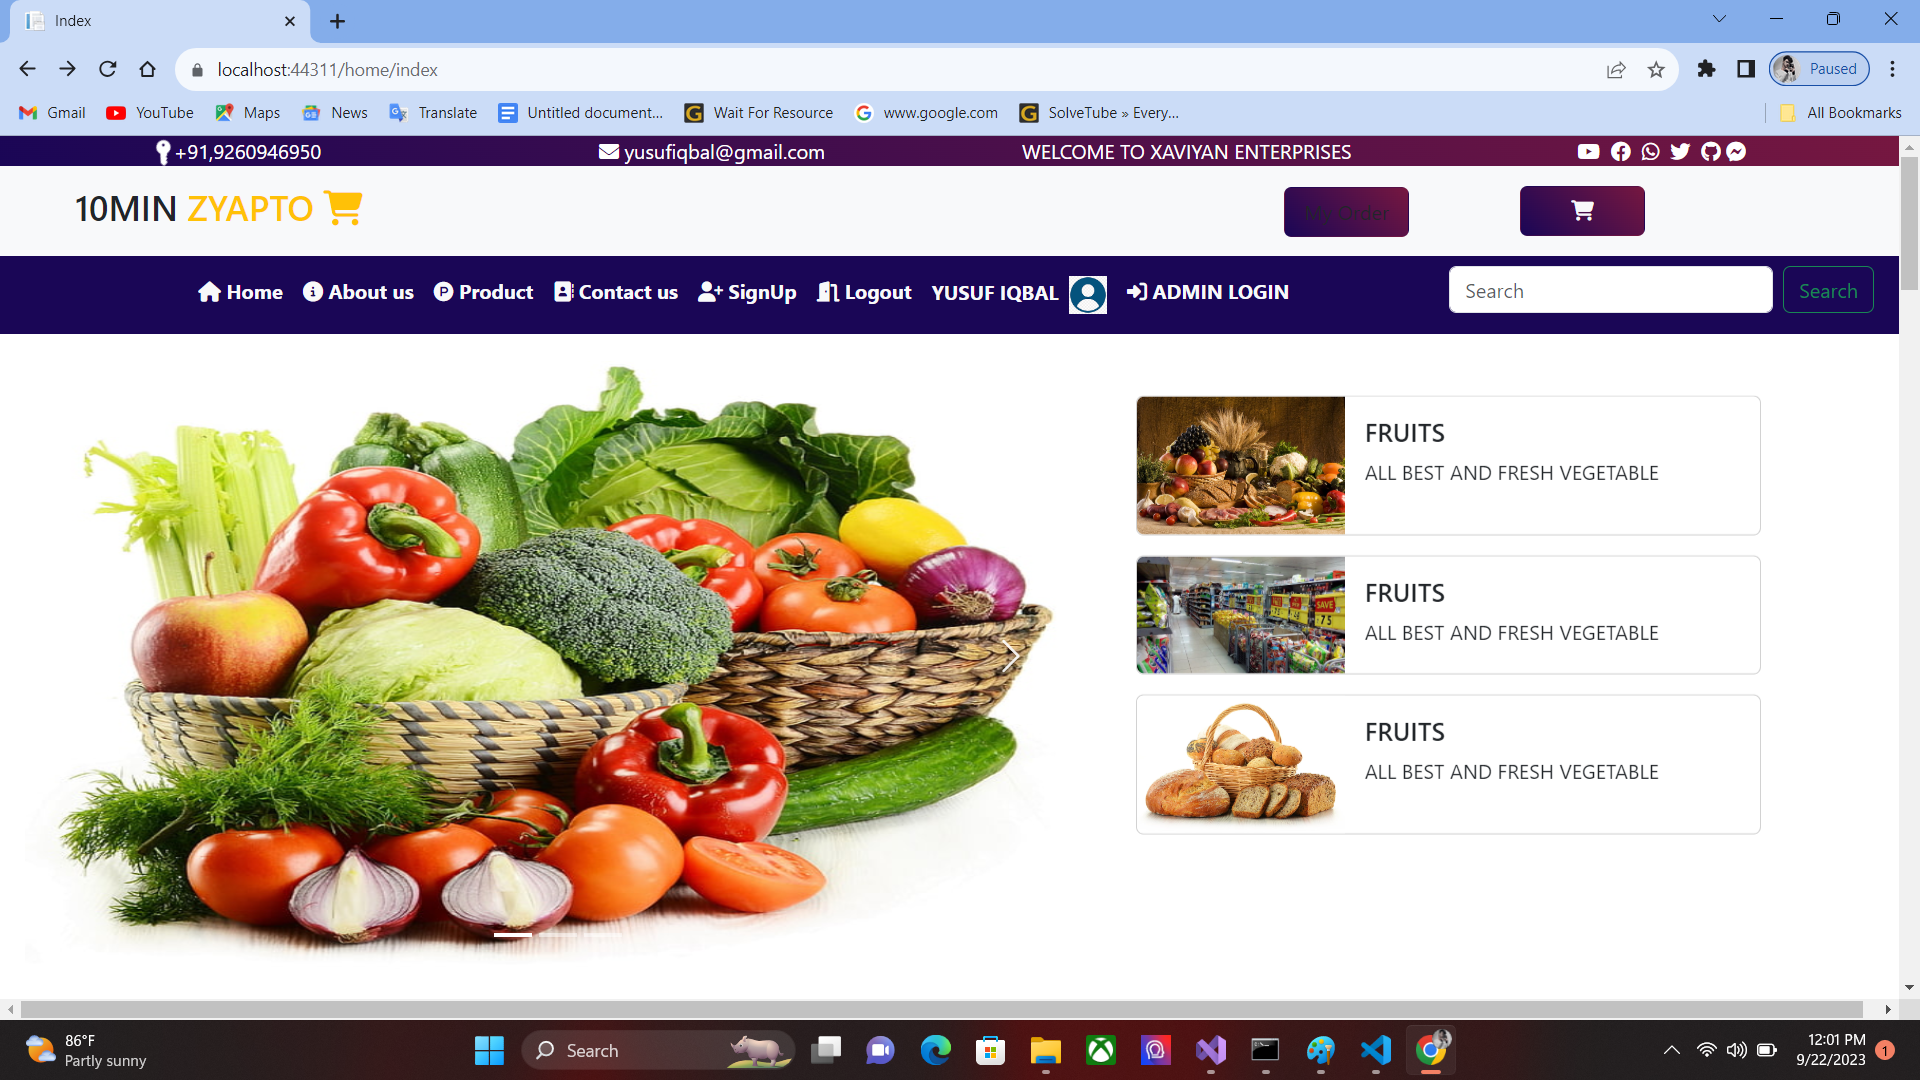 Index
localhost:44311/home/index
Paused
Gmail
YouTube
Maps
News
Translate
Untitled document...
Wait For Resource
www.google.com
SolveTube » Every...
All Bookmarks
+91,9260946950
yusufiqbal@gmail.com
WELCOME TO XAVIYAN ENTERPRISES
10MIN ZYAPTO
My Order
Home
About us
Product
Contact us
SignUp
Logout
YUSUF IQBAL
ADMIN LOGIN
Search
Search
FRUITS
ALL BEST AND FRESH VEGETABLE
FRUITS
ALL BEST AND FRESH VEGETABLE
SAVE
75
FRUITS
ALL BEST AND FRESH VEGETABLE
86°F
Partly sunny
Search
12:01 PM
9/22/2023
1